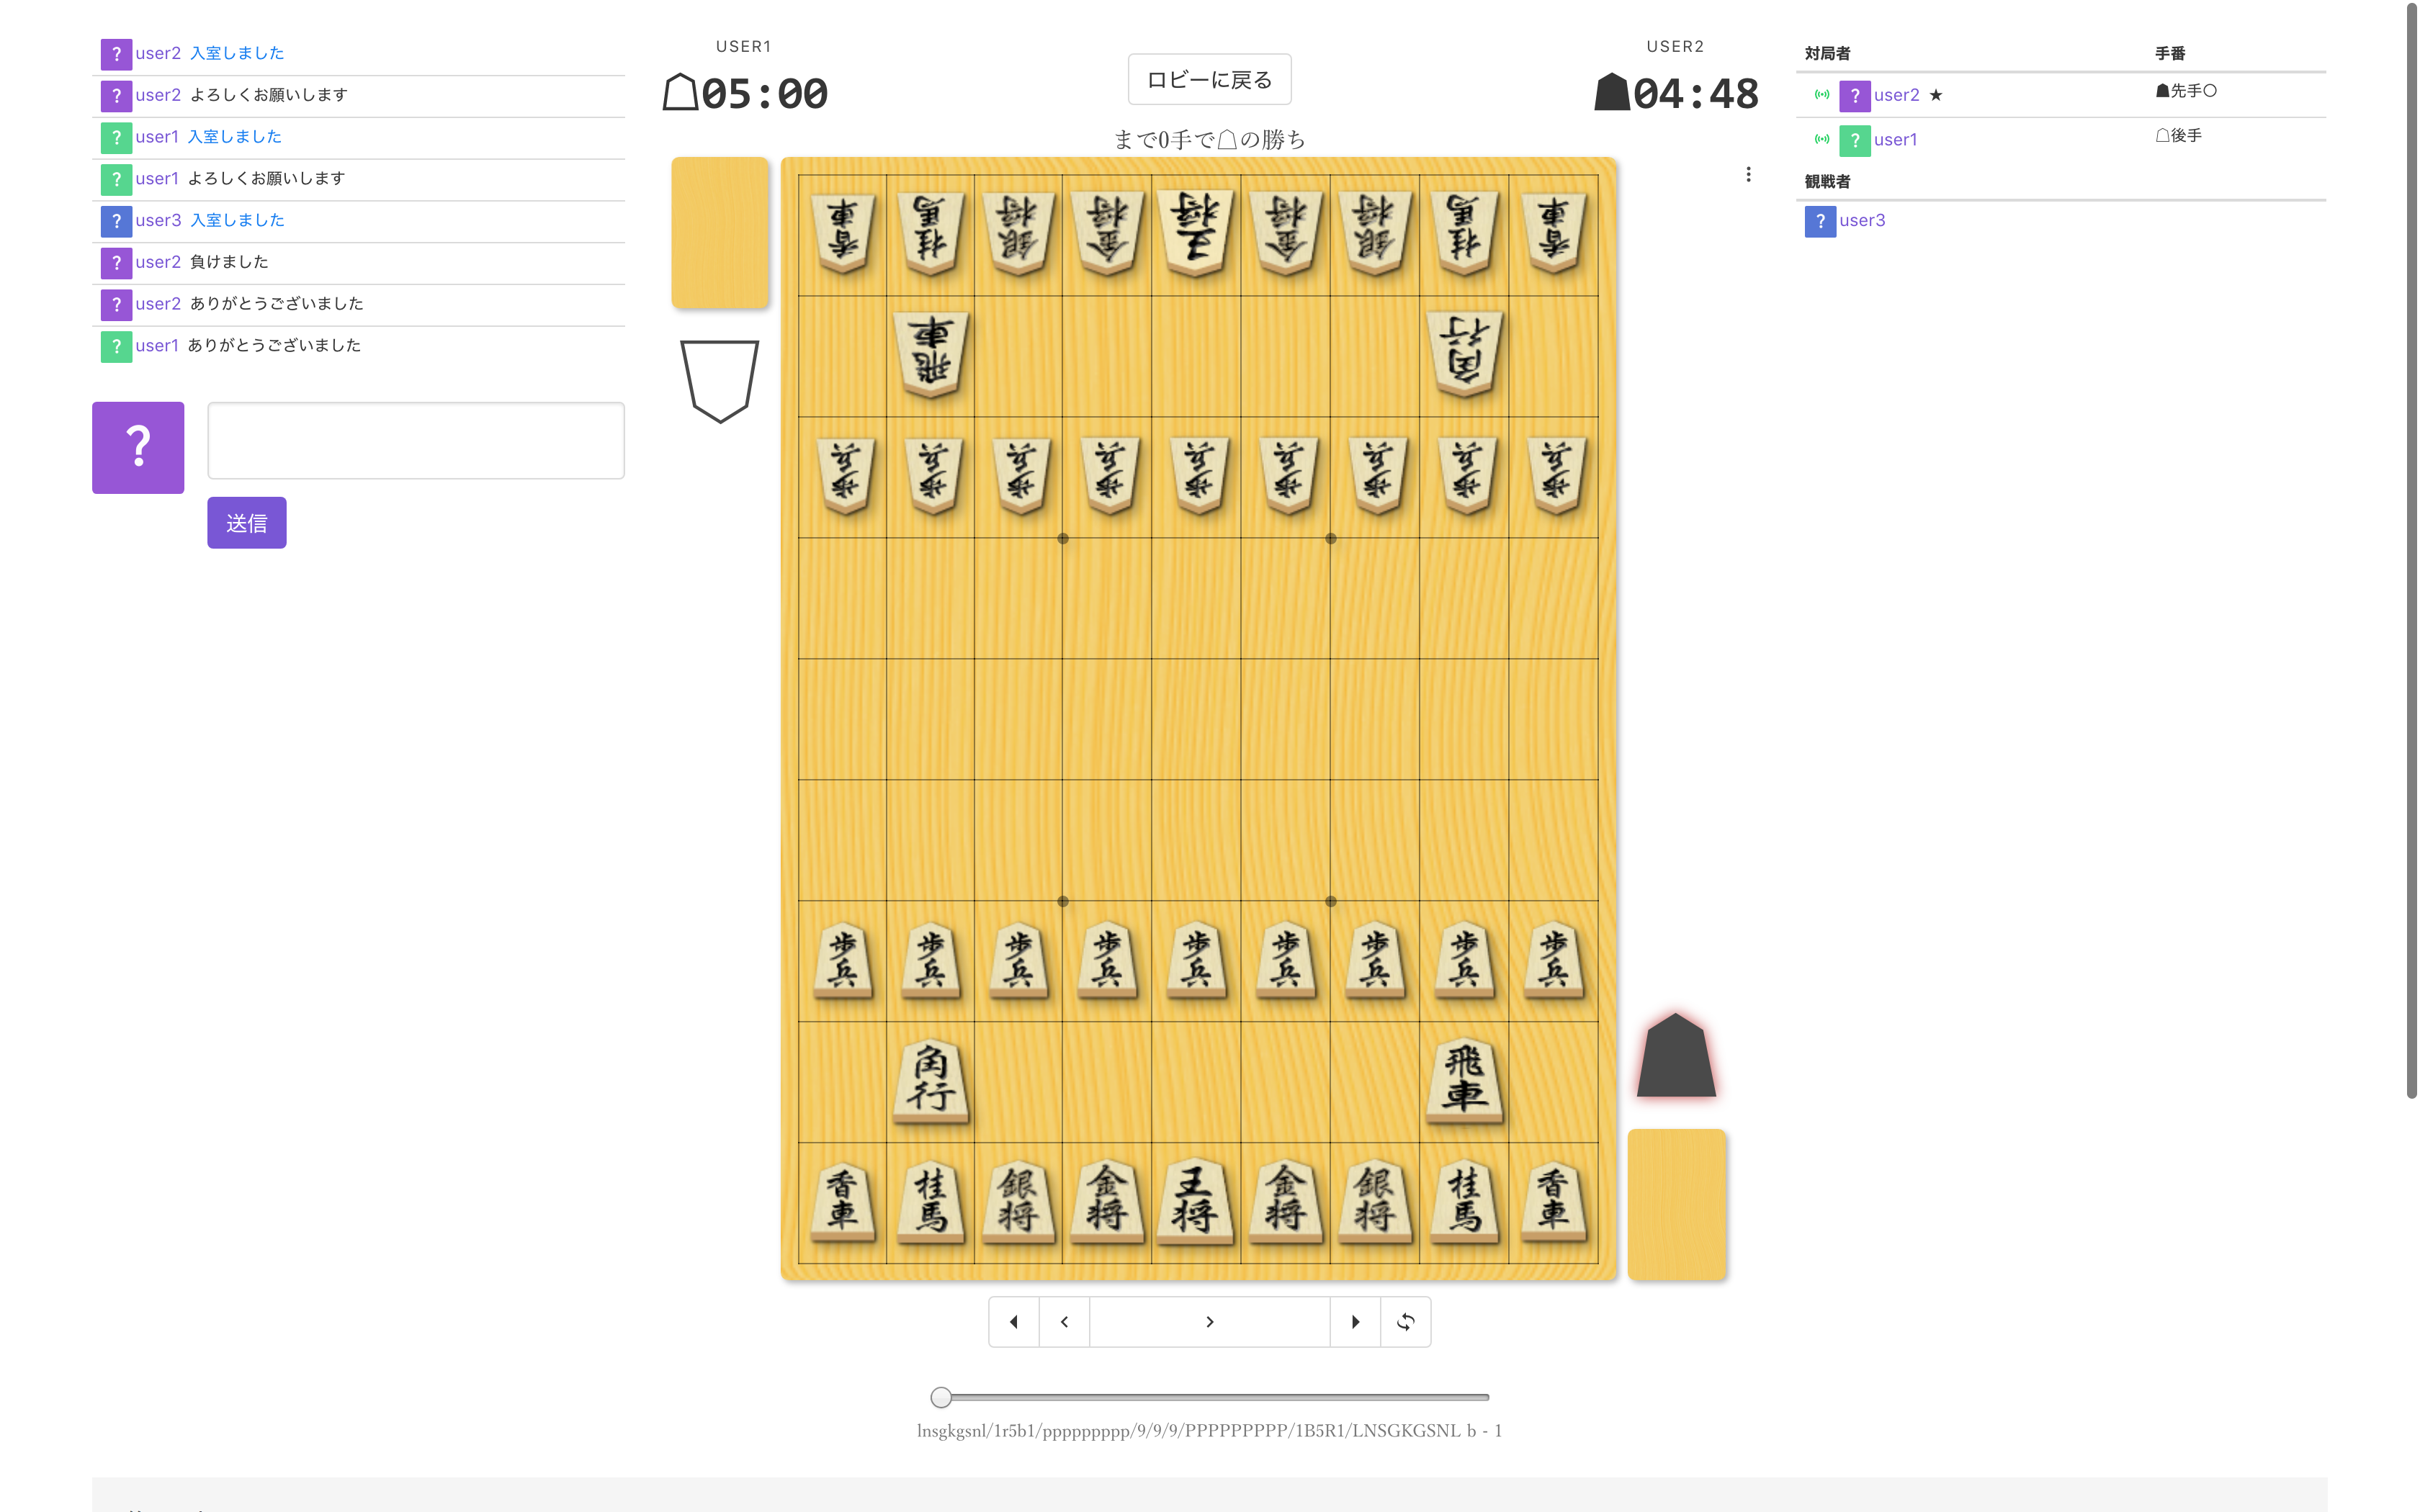 ? user2 入室しました
? user2 よろしくお願いします
? user1 入室しました
? user1 よろしくお願いします
? user3 入室しました
? user2 負けました
? user2 ありがとうございました
? user1 ありがとうございました
?
送信
USER1
☖05:00
ロビーに戻る
USER2
☗04:48
まで0手で☖の勝ち
香車 桂馬 銀将 金将 王将 金将 銀将 桂馬 香車
飛車 角行
歩兵 歩兵 歩兵 歩兵 歩兵 歩兵 歩兵 歩兵 歩兵
歩兵 歩兵 歩兵 歩兵 歩兵 歩兵 歩兵 歩兵 歩兵
角行 飛車
香車 桂馬 銀将 金将 王将 金将 銀将 桂馬 香車
lnsgkgsnl/1r5b1/ppppppppp/9/9/9/PPPPPPPPP/1B5R1/LNSGKGSNL b - 1
対局者 手番
? user2 ★ ☗先手○
? user1 ☖後手
観戦者
? user3